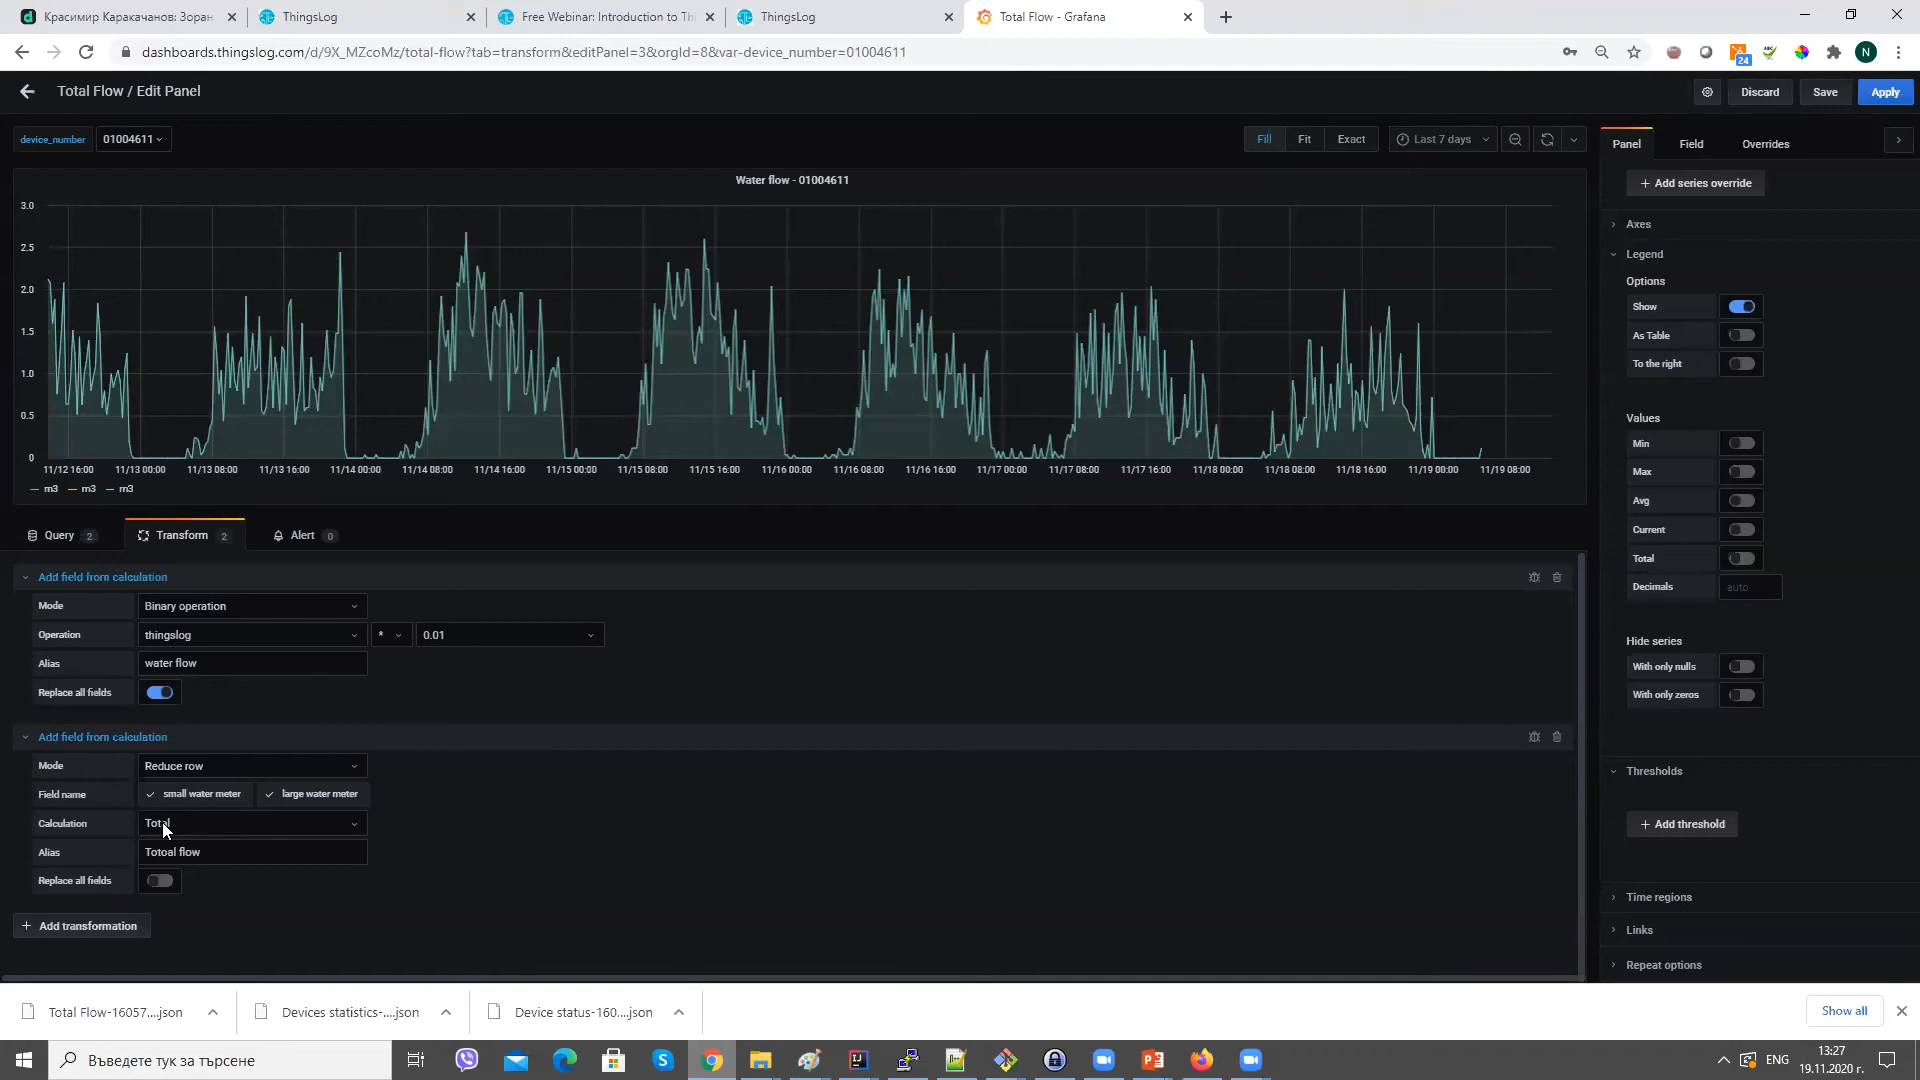 Красимир Каракачанов: Зоран
ThingsLog
Free Webinar: Introduction to Thi
ThingsLog
Total Flow - Grafana
dashboards.thingslog.com/d/9X_MZcoMz/total-flow?tab=transform&editPanel=3&orgId=8&var-device_number=01004611
24
N
Total Flow / Edit Panel
Discard
Save
Apply
device_number
01004611
Fill
Fit
Exact
Last 7 days
Panel
Field
Overrides
Water flow - 01004611
+ Add series override
3.0
2.5
2.0
1.5
1.0
0.5
0
11/12 16:00
11/13 00:00
11/13 08:00
11/13 16:00
11/14 00:00
11/14 08:00
11/14 16:00
11/15 00:00
11/15 08:00
11/15 16:00
11/16 00:00
11/16 08:00
11/16 16:00
11/17 00:00
11/17 08:00
11/17 16:00
11/18 00:00
11/18 08:00
11/18 16:00
11/19 00:00
11/19 08:00
m3
m3
m3
Axes
Legend
Options
Show
As Table
To the right
Values
Min
Max
Avg
Current
Total
Decimals
auto
Hide series
With only nulls
With only zeros
Thresholds
+ Add threshold
Time regions
Links
Repeat options
Query 2
Transform 2
Alert 0
Add field from calculation
Mode
Binary operation
Operation
thingslog
*
0.01
Alias
water flow
Replace all fields
Add field from calculation
Mode
Reduce row
Field name
small water meter
large water meter
Calculation
Total
Alias
Totoal flow
Replace all fields
+ Add transformation
Total Flow-16057....json
Devices statistics-....json
Device status-160....json
Show all
Въведете тук за търсене
ENG
13:27
19.11.2020 г.